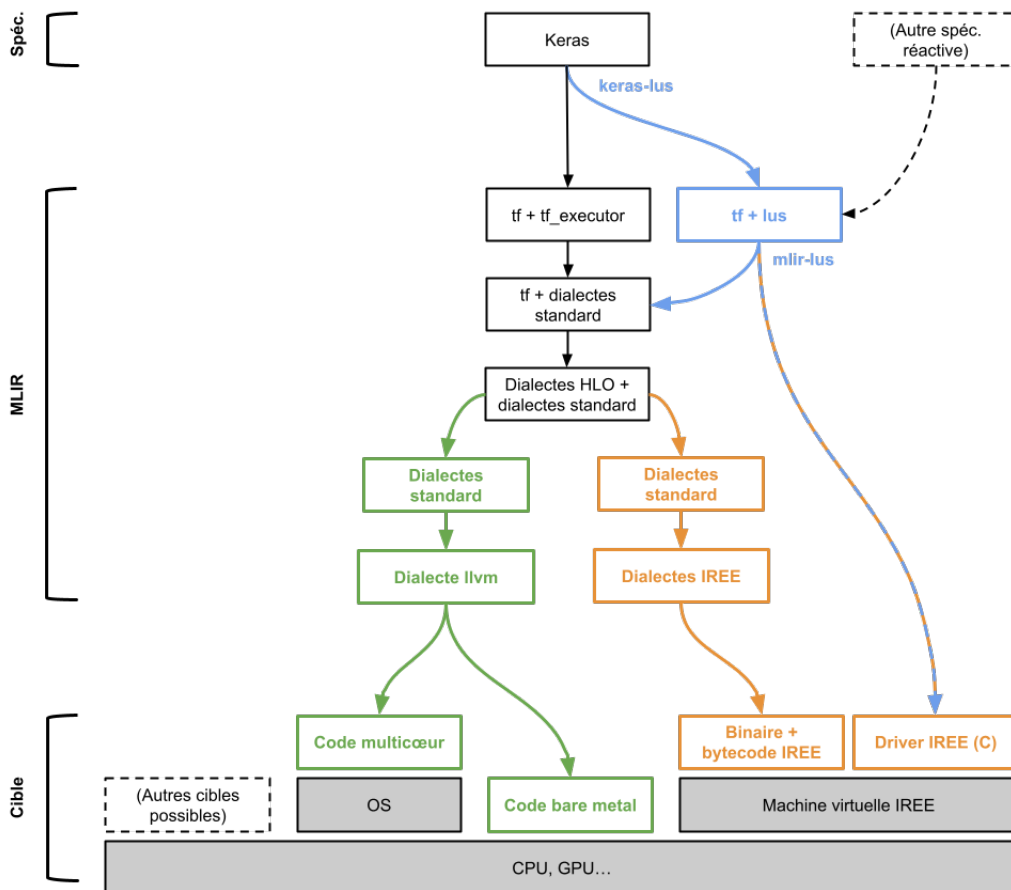 Spéc.
Keras
(Autre spéc.
réactive)
keras-lus
MLIR
tf + tf_executor
tf + lus
mlir-lus
tf + dialectes
standard
Dialectes HLO +
dialectes standard
Dialectes
standard
Dialectes
standard
Dialecte llvm
Dialectes IREE
Cible
Code multicœur
Binaire +
bytecode IREE
Driver IREE (C)
(Autres cibles
possibles)
OS
Code bare metal
Machine virtuelle IREE
CPU, GPU…